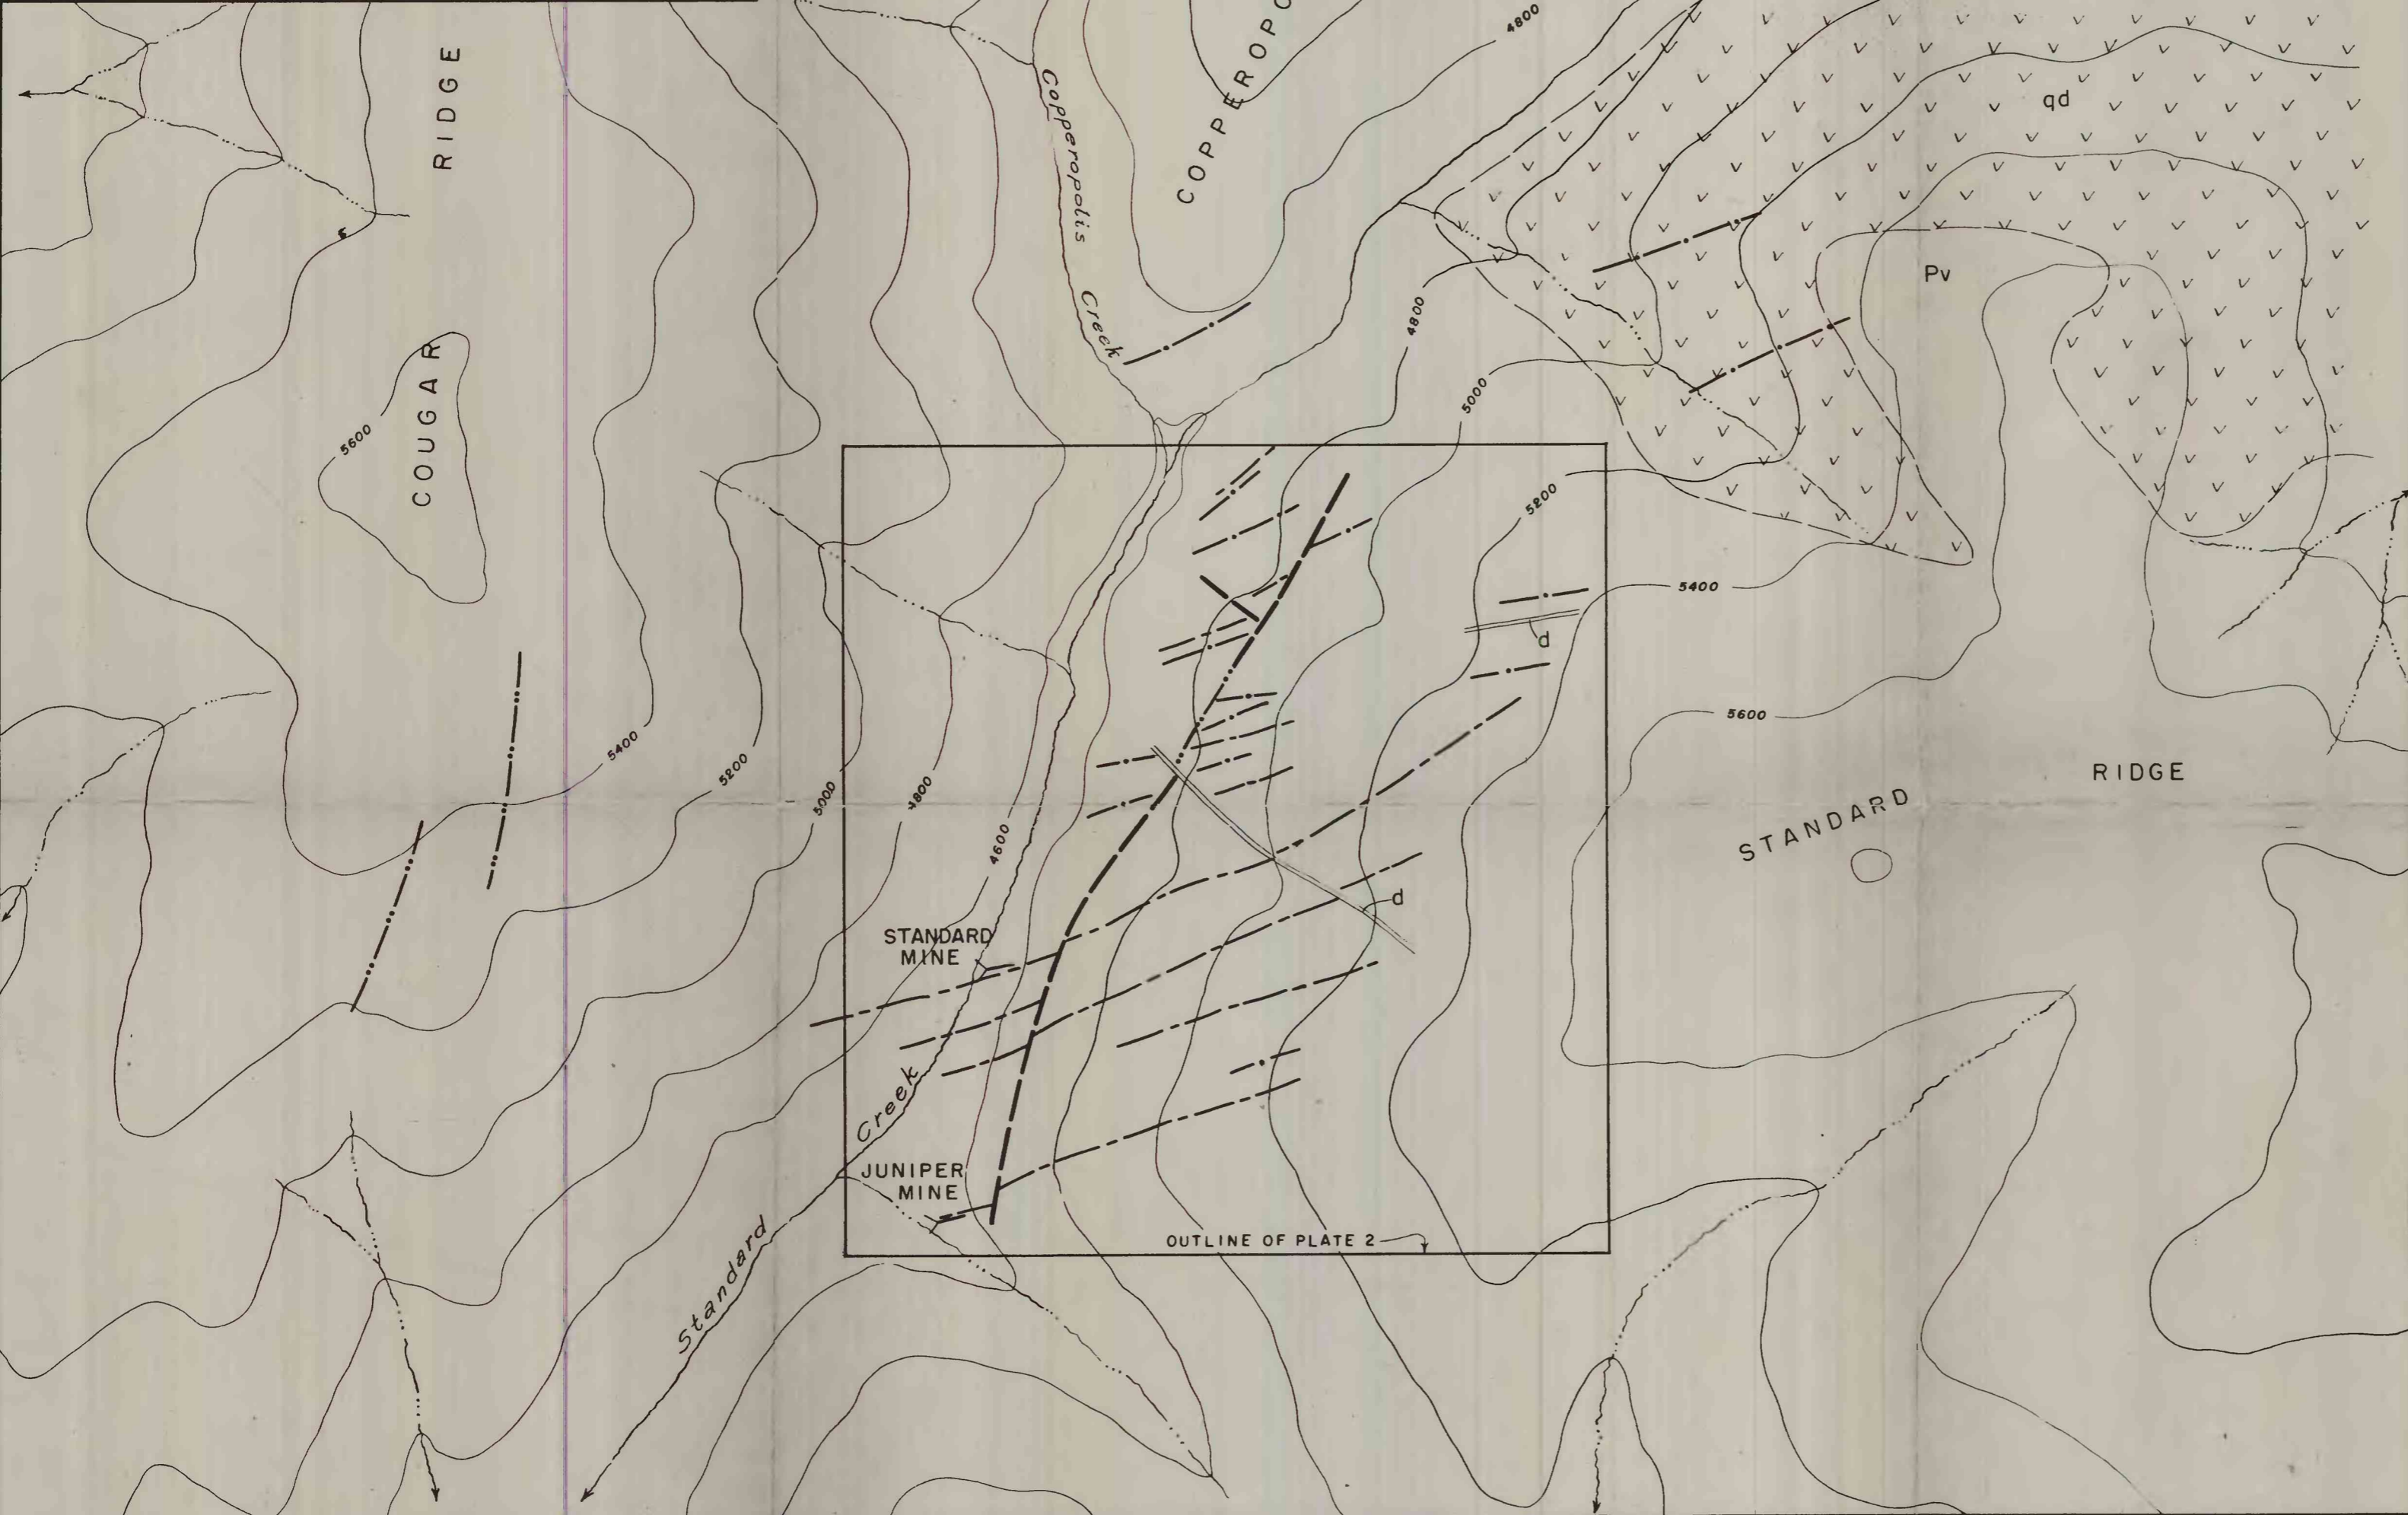 RIDGE
COUGAR
5600
Copperopolis
Creek
COPPEROPO
4800
qd
Pv
4800
5000
5200
5400
5600
d
d
5400
5200
5000
4800
4600
STANDARD
RIDGE
STANDARD
MINE
Creek
JUNIPER
MINE
Standard
OUTLINE OF PLATE 2